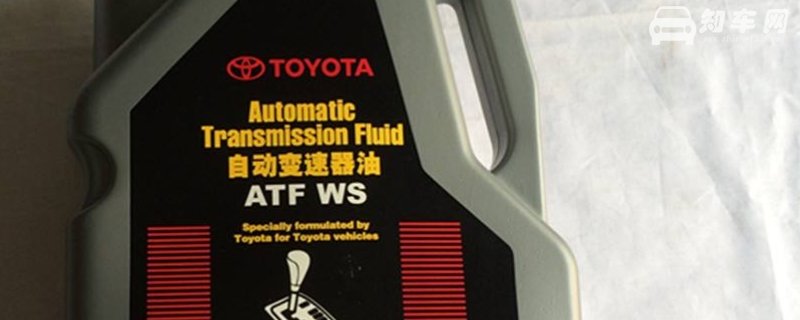 知车网
TOYOTA
Automatic
Transmission Fluid
自动变速器油
ATF WS
Specially formulated by
Toyota for Toyota vehicles